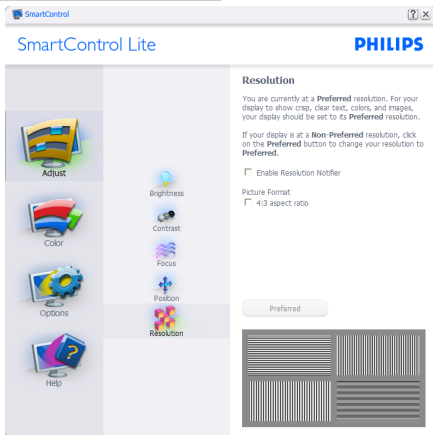 SmartControl
SmartControl Lite
PHILIPS
Adjust
Color
Options
Help
Brightness
Contrast
Focus
Position
Resolution
Resolution
You are currently at a Preferred resolution. For your
display to show crisp, clear text, colors, and images,
your display should be set to its Preferred resolution.
If your display is at a Non-Preferred resolution, click
on the Preferred button to change your resolution to
Preferred.
Enable Resolution Notifier
Picture Format
4:3 aspect ratio
Preferred